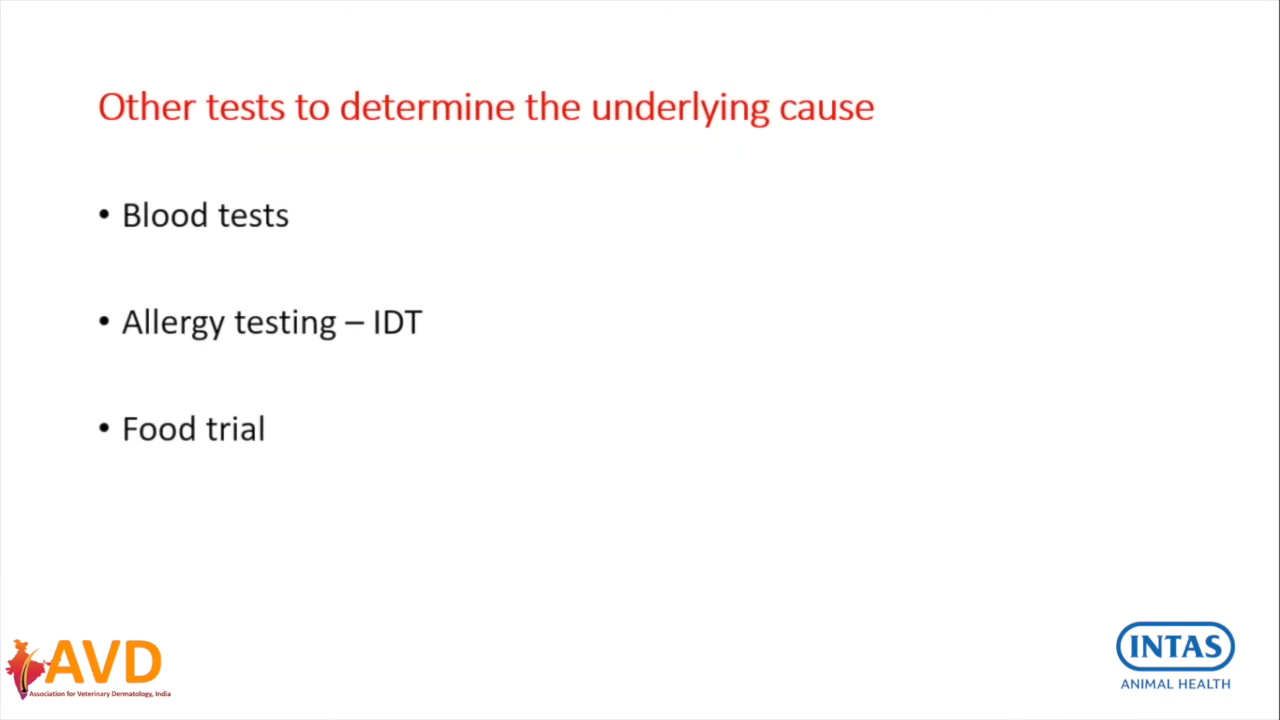 Other tests to determine the underlying cause
• Blood tests
• Allergy testing – IDT
• Food trial
AVD
Association for Veterinary Dermatology, India
INTAS
ANIMAL HEALTH